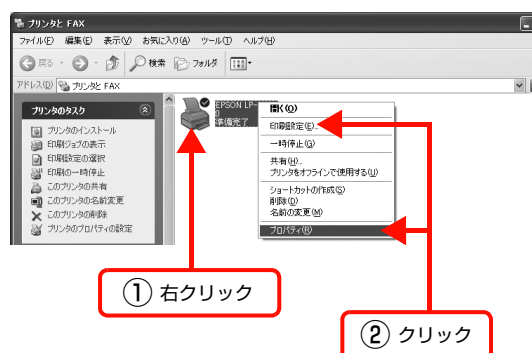 プリンタと FAX
ファイル(F) 編集(E) 表示(V) お気に入り(A) ツール(T) ヘルプ(H)
戻る 検索 フォルダ
アドレス(D) プリンタと FAX
プリンタのタスク
プリンタのインストール
印刷ジョブの表示
印刷設定の選択
印刷の一時停止
このプリンタの共有
このプリンタの名前変更
このプリンタの削除
プリンタのプロパティの設定
EPSON LP-
0
準備完了
開く(O)
印刷設定(E)...
一時停止(G)
共有(H)...
プリンタをオフラインで使用する(U)
ショートカットの作成(S)
削除(D)
名前の変更(M)
プロパティ(R)
① 右クリック
② クリック